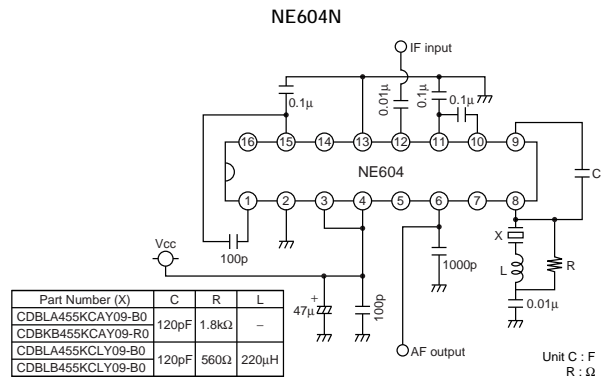 NE604N
IF input
0.1μ
0.01μ
0.1μ
0.1μ
16 15 14 13 12 11 10 9
NE604
C
1 2 3 4 5 6 7 8
X
100p
Vcc
1000p
L
R
+
47μ
100p
0.01μ
AF output
Part Number (X) C R L
CDBLA455KCAY09-B0 120pF 1.8kΩ –
CDBKB455KCAY09-R0
CDBLA455KCLY09-B0 120pF 560Ω 220μH
CDBLB455KCLY09-B0
Unit C : F
R : Ω